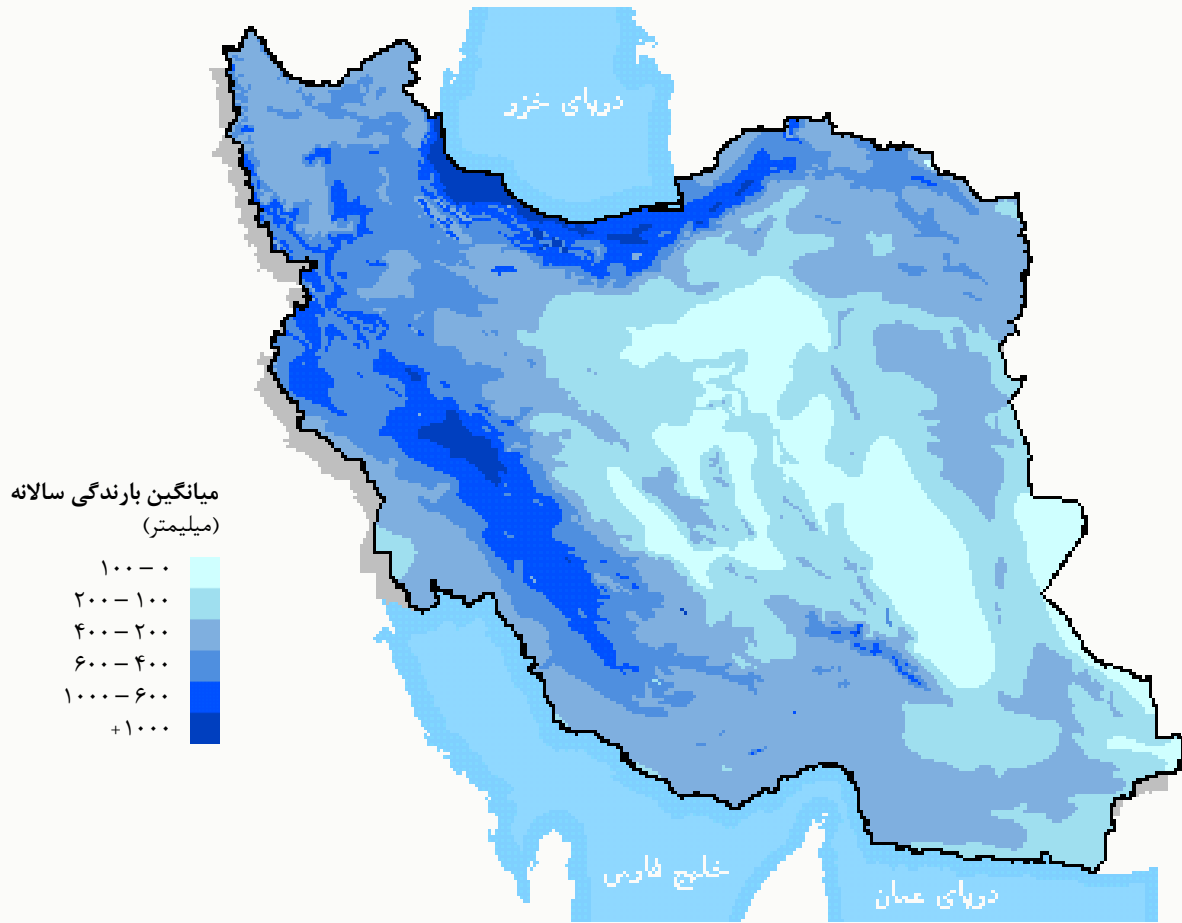 دریای خزر
میانگین بارندگی سالانه
(میلیمتر)
۱۰۰ – ۰
۲۰۰ – ۱۰۰
۴۰۰ – ۲۰۰
۶۰۰ – ۴۰۰
۱۰۰۰ – ۶۰۰
+۱۰۰۰
خلیج فارس
دریای عمان